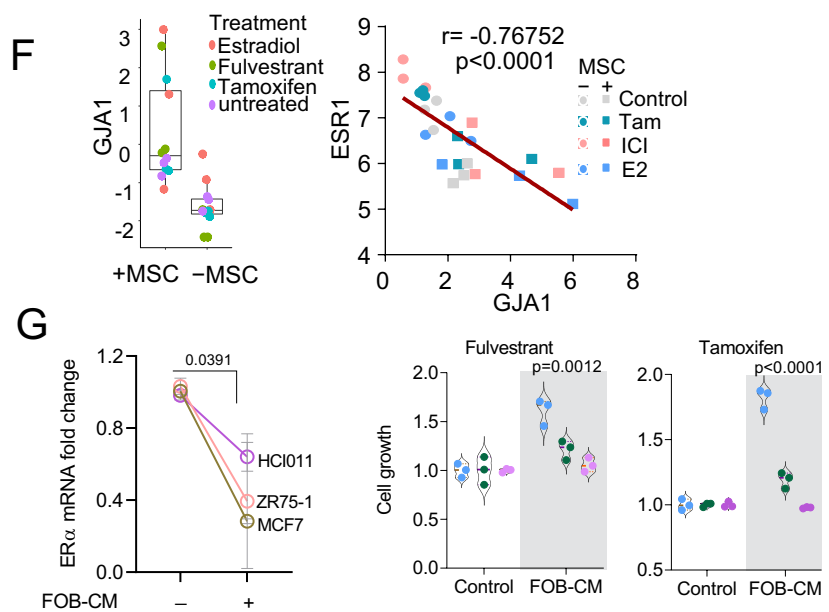 F
GJA1
3
2
1
0
-1
-2
+MSC
−MSC
Treatment
Estradiol
Fulvestrant
Tamoxifen
untreated
ESR1
9
8
7
6
5
4
r= -0.76752
p<0.0001
0
2
4
6
8
GJA1
MSC
− +
Control
Tam
ICI
E2
G
ERα mRNA fold change
1.2
0.8
0.4
0.0
0.0391
HCI011
ZR75-1
MCF7
FOB-CM
− +
Fulvestrant
Cell growth
2.0
1.5
1.0
0.5
0.0
p=0.0012
Control
FOB-CM
Tamoxifen
2.0
1.5
1.0
0.5
p<0.0001
Control
FOB-CM